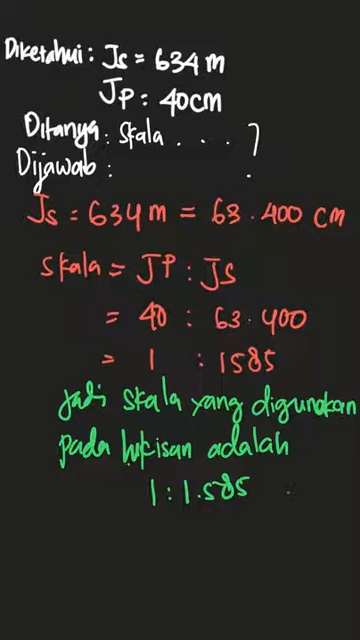 Diketahui : Js = 634 m
Jp : 40 cm
Ditanya : Skala . . . ?
Dijawab :
Js = 634 m = 63.400 cm
Skala = JP : JS
= 40 : 63.400
= 1 : 1585
Jadi skala yang digunakan
pada lukisan adalah
1 : 1.585